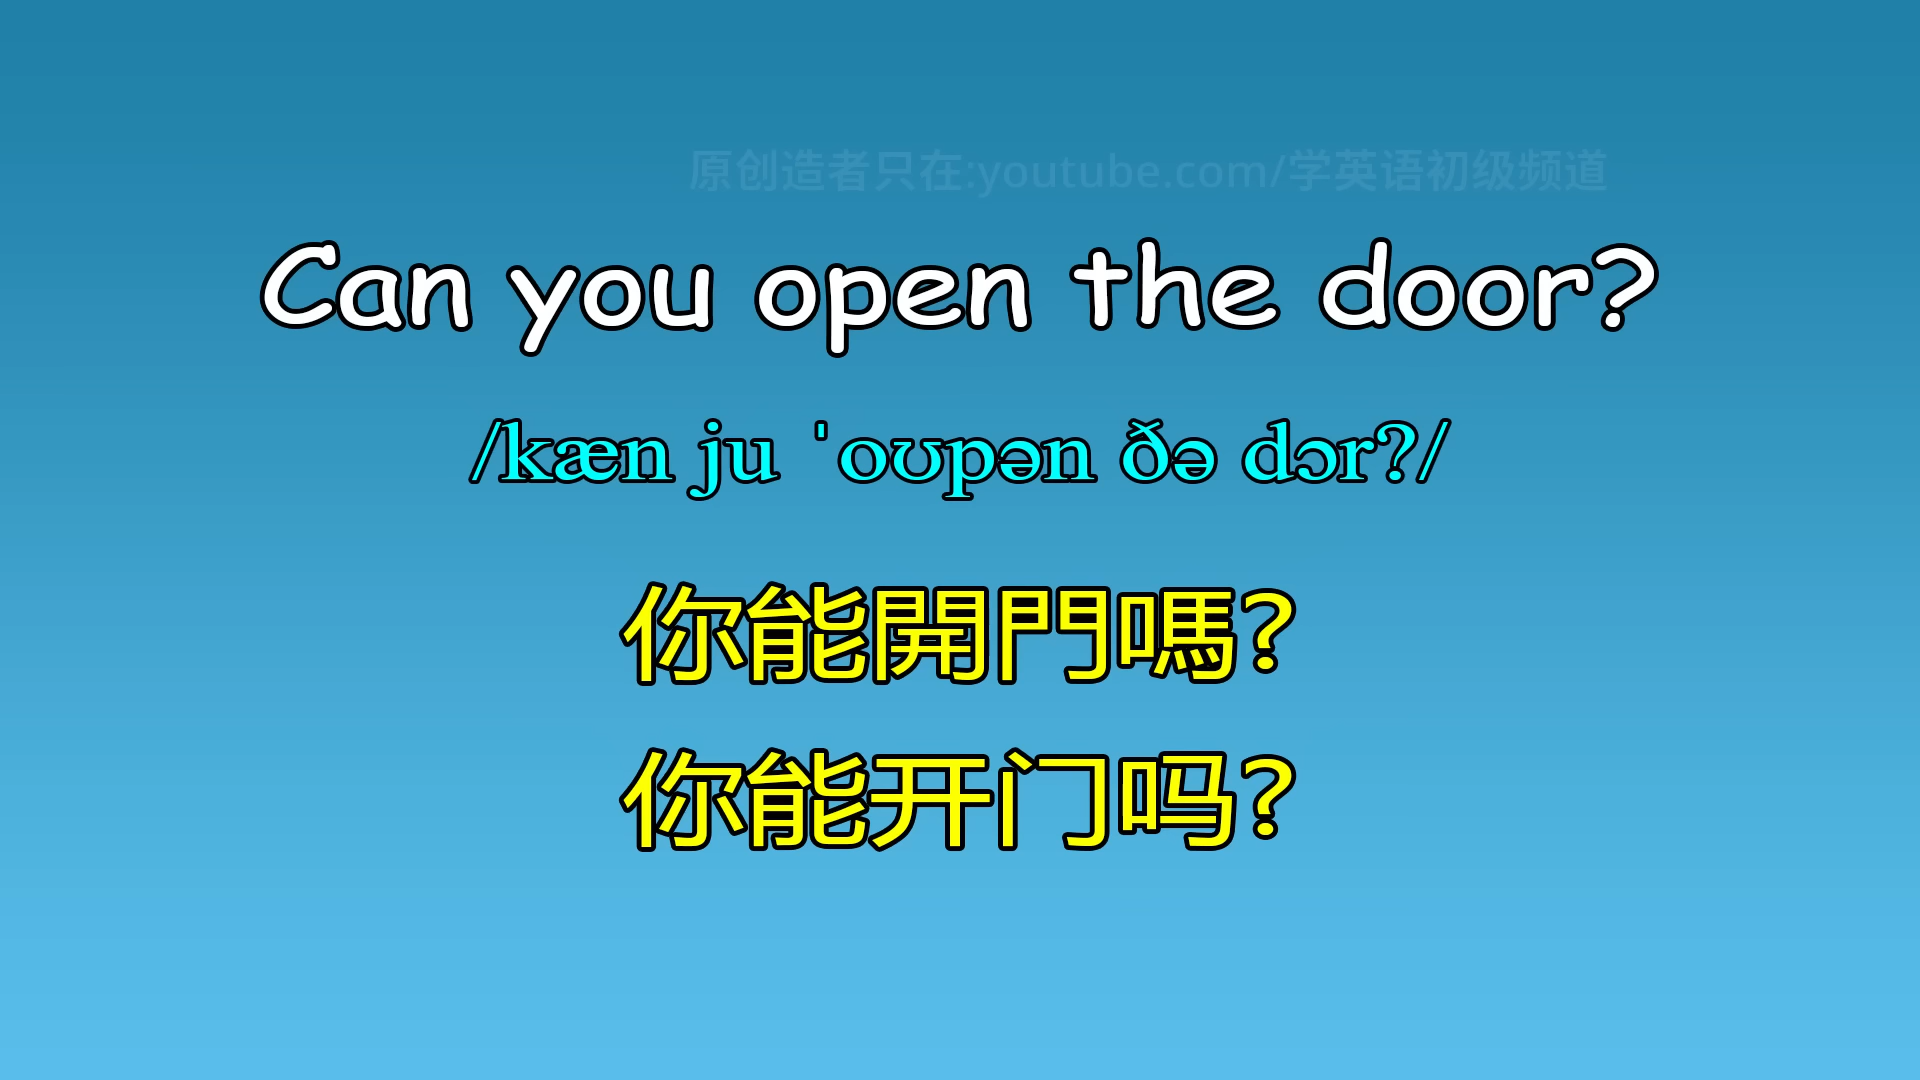 原创造者只在:youtube.com/学英语初级频道
Can you open the door?
/kæn ju ˈoʊpən ðə dɔr?/
你能開門嗎?
你能开门吗?